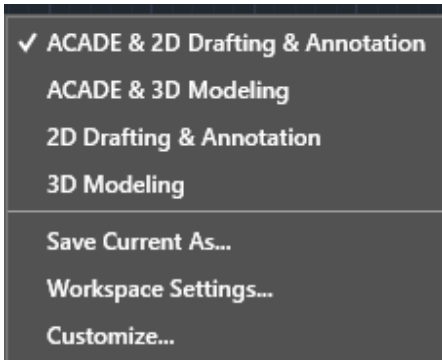 ACADE & 2D Drafting & Annotation
ACADE & 3D Modeling
2D Drafting & Annotation
3D Modeling
Save Current As...
Workspace Settings...
Customize...